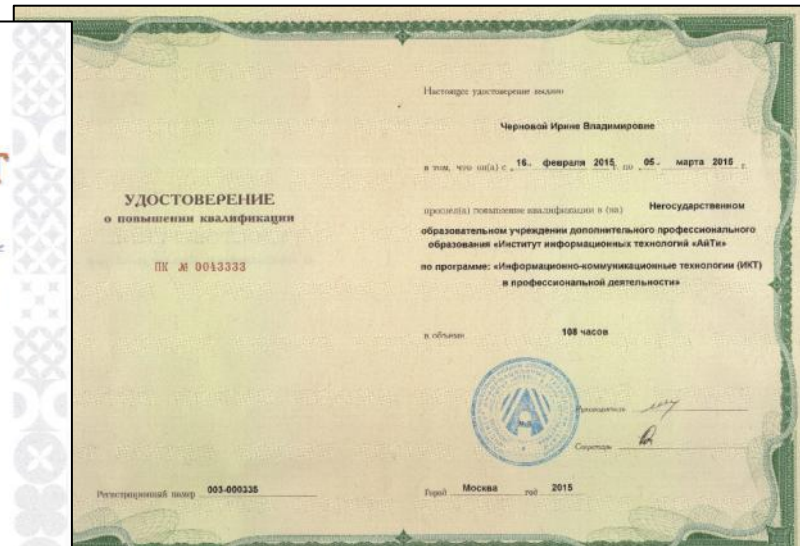 УДОСТОВЕРЕНИЕ
о повышении квалификации
ПК № 0043333
Регистрационный номер 003-000335
Настоящее удостоверение выдано
Черновой Ирине Владимировне
в том, что он(а) с 16. февраля 2015 г. по 05. марта 2015 г.
прошел(а) повышение квалификации в (на) Негосударственном
образовательном учреждении дополнительного профессионального
образования «Институт информационных технологий «АйТи»
по программе: «Информационно-коммуникационные технологии (ИКТ)
в профессиональной деятельности»
в объеме 108 часов
Руководитель
Секретарь
Город Москва год 2015